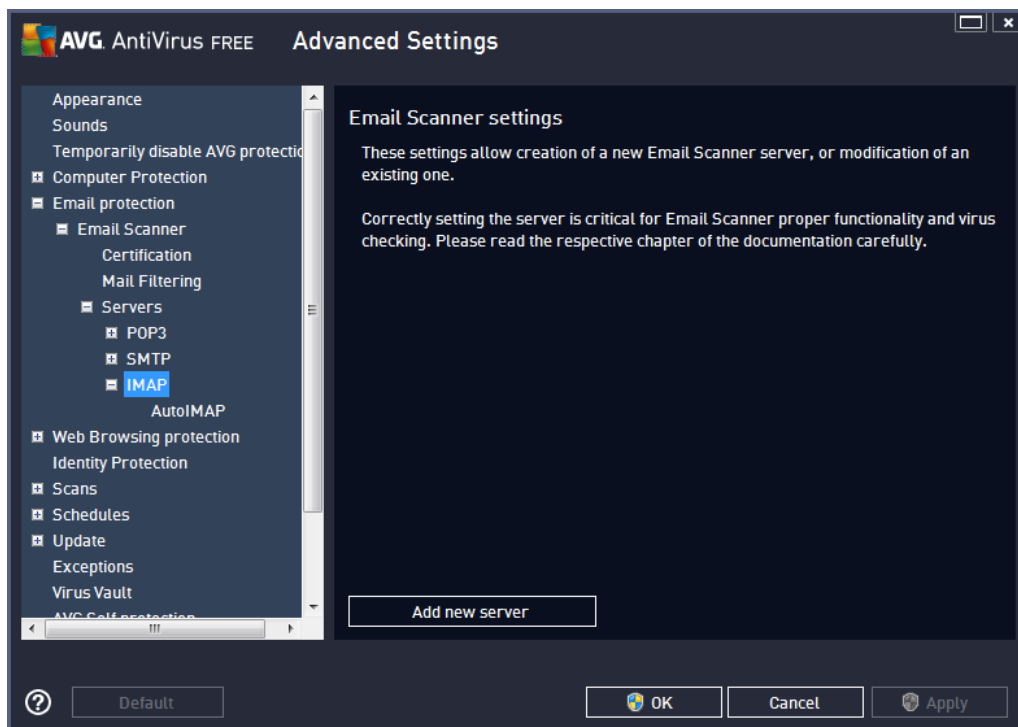 AVG. AntiVirus FREE Advanced Settings
Appearance
Sounds
Temporarily disable AVG protectio
Computer Protection
Email protection
Email Scanner
Certification
Mail Filtering
Servers
POP3
SMTP
IMAP
AutoIMAP
Web Browsing protection
Identity Protection
Scans
Schedules
Update
Exceptions
Virus Vault
AVG Self protection
Email Scanner settings
These settings allow creation of a new Email Scanner server, or modification of an
existing one.
Correctly setting the server is critical for Email Scanner proper functionality and virus
checking. Please read the respective chapter of the documentation carefully.
Add new server
Default
OK
Cancel
Apply